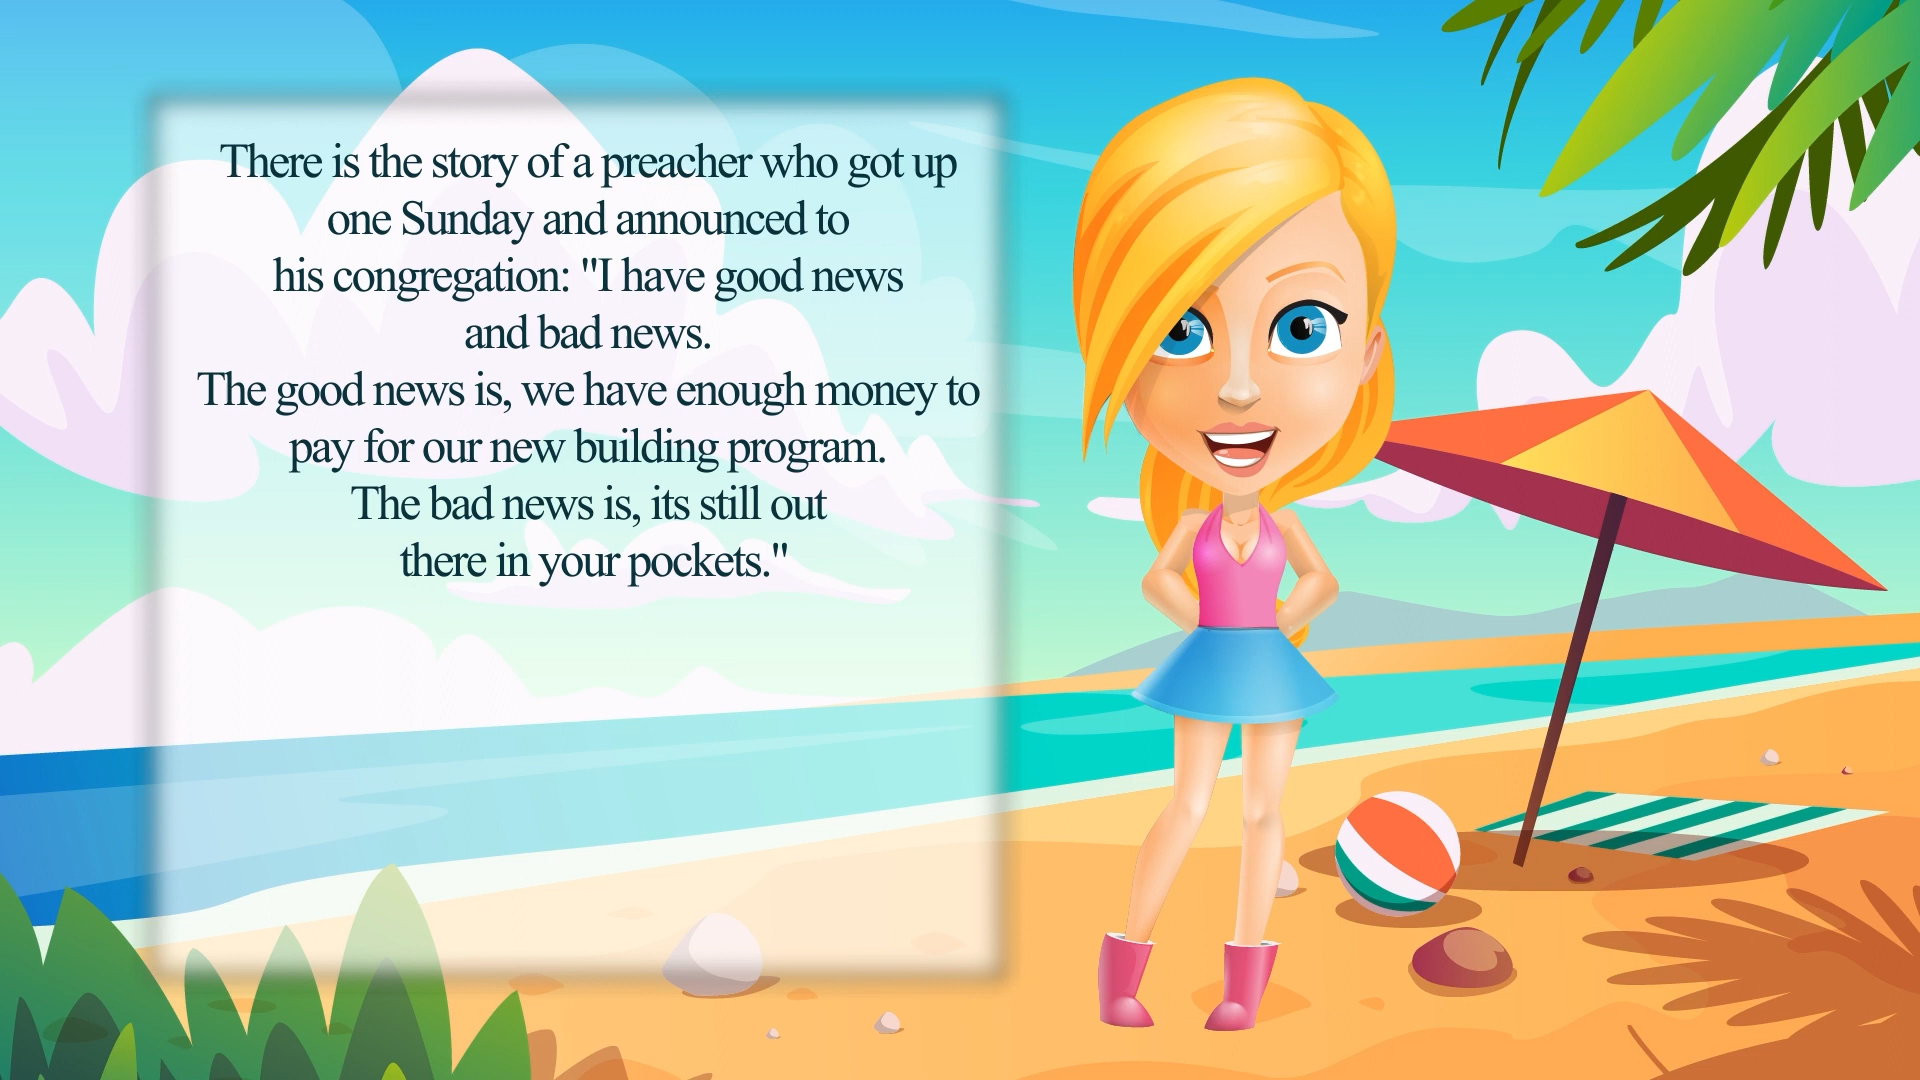 There is the story of a preacher who got up
one Sunday and announced to
his congregation: "I have good news
and bad news.
The good news is, we have enough money to
pay for our new building program.
The bad news is, its still out
there in your pockets."